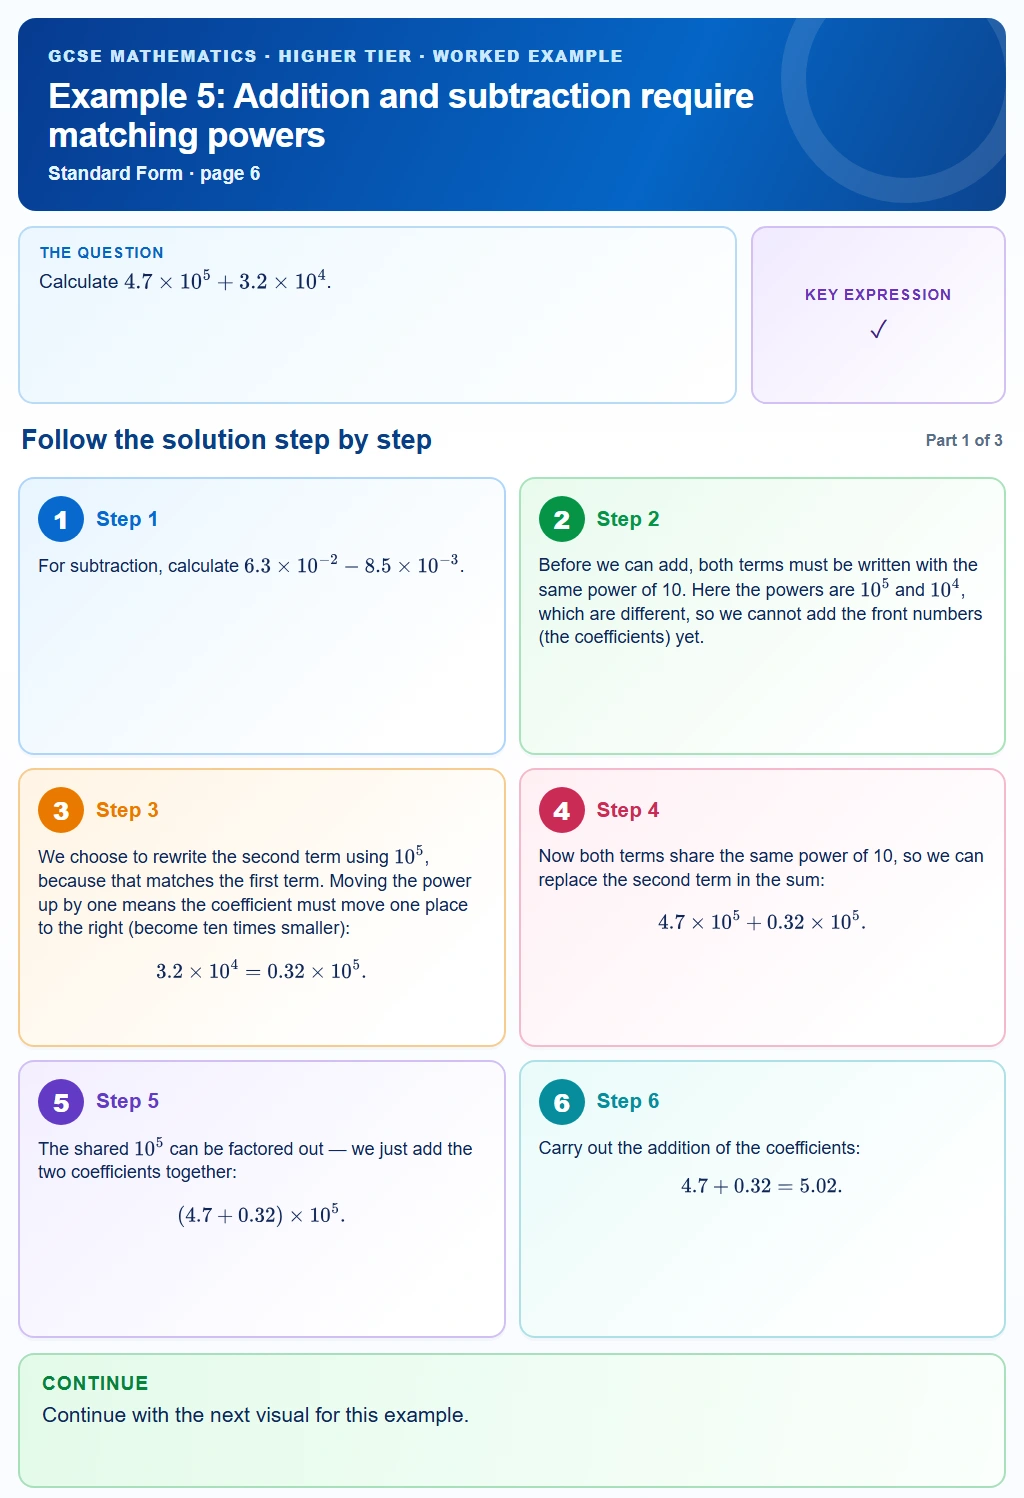 GCSE MATHEMATICS · HIGHER TIER · WORKED EXAMPLE
Example 5: Addition and subtraction require
matching powers
Standard Form · page 6
THE QUESTION
Calculate 4.7 × 10⁵ + 3.2 × 10⁴.
KEY EXPRESSION
✓
Follow the solution step by step
Part 1 of 3
1 Step 1
For subtraction, calculate 6.3 × 10⁻² − 8.5 × 10⁻³.
2 Step 2
Before we can add, both terms must be written with the
same power of 10. Here the powers are 10⁵ and 10⁴,
which are different, so we cannot add the front numbers
(the coefficients) yet.
3 Step 3
We choose to rewrite the second term using 10⁵,
because that matches the first term. Moving the power
up by one means the coefficient must move one place
to the right (become ten times smaller):
3.2 × 10⁴ = 0.32 × 10⁵.
4 Step 4
Now both terms share the same power of 10, so we can
replace the second term in the sum:
4.7 × 10⁵ + 0.32 × 10⁵.
5 Step 5
The shared 10⁵ can be factored out — we just add the
two coefficients together:
(4.7 + 0.32) × 10⁵.
6 Step 6
Carry out the addition of the coefficients:
4.7 + 0.32 = 5.02.
CONTINUE
Continue with the next visual for this example.